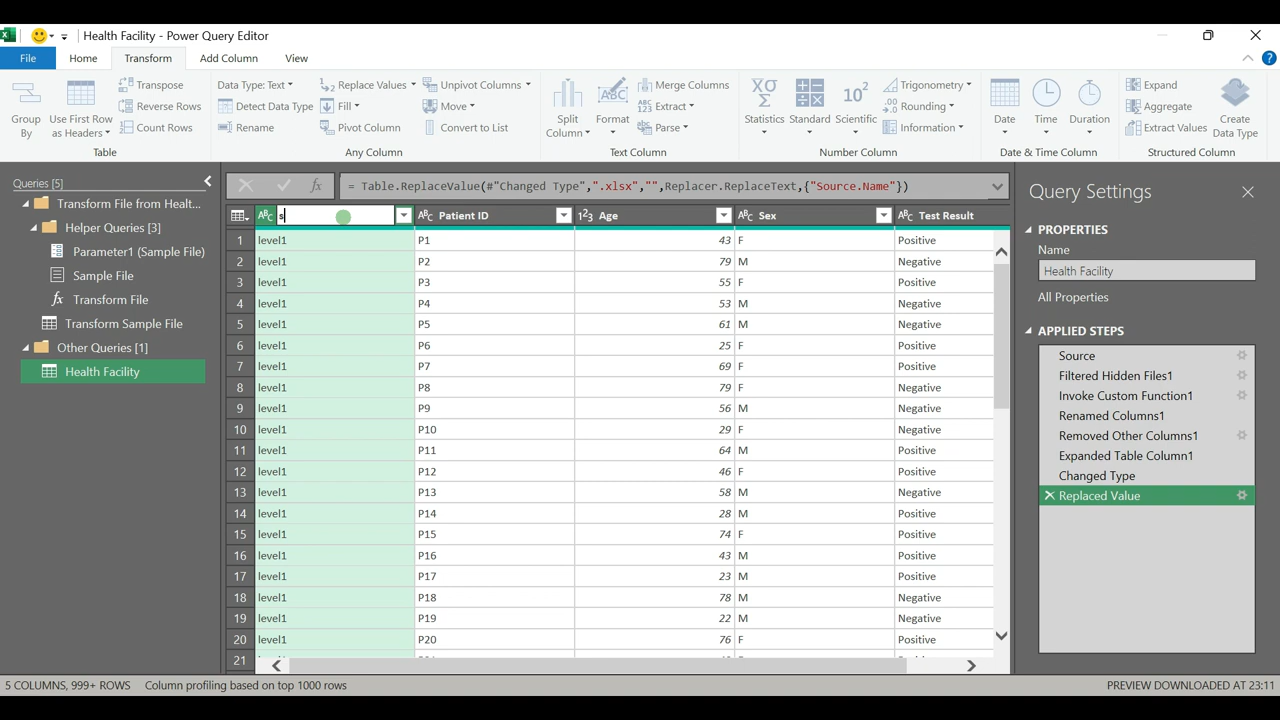 Health Facility - Power Query Editor
File Home Transform Add Column View
Group By
Use First Row as Headers
Transpose
Reverse Rows
Count Rows
Table
Data Type: Text
Detect Data Type
Rename
Replace Values
Fill
Pivot Column
Unpivot Columns
Move
Convert to List
Any Column
Split Column
Format
Merge Columns
Extract
Parse
Text Column
Statistics
Standard
Scientific
Trigonometry
Rounding
Information
Number Column
Date
Time
Duration
Date & Time Column
Expand
Aggregate
Extract Values
Create Data Type
Structured Column
Queries [5]
Transform File from Healt...
Helper Queries [3]
Parameter1 (Sample File)
Sample File
Transform File
Transform Sample File
Other Queries [1]
Health Facility
= Table.ReplaceValue(#"Changed Type",".xlsx","",Replacer.ReplaceText,{"Source.Name"})
s Patient ID Age Sex Test Result
1 level1 P1 43 F Positive
2 level1 P2 79 M Negative
3 level1 P3 55 F Positive
4 level1 P4 53 M Negative
5 level1 P5 61 M Negative
6 level1 P6 25 F Positive
7 level1 P7 69 F Positive
8 level1 P8 79 F Negative
9 level1 P9 56 M Negative
10 level1 P10 29 F Negative
11 level1 P11 64 M Positive
12 level1 P12 46 F Positive
13 level1 P13 58 M Negative
14 level1 P14 28 M Positive
15 level1 P15 74 F Positive
16 level1 P16 43 M Positive
17 level1 P17 23 M Positive
18 level1 P18 78 M Negative
19 level1 P19 22 M Negative
20 level1 P20 76 F Positive
21
Query Settings
PROPERTIES
Name
Health Facility
All Properties
APPLIED STEPS
Source
Filtered Hidden Files1
Invoke Custom Function1
Renamed Columns1
Removed Other Columns1
Expanded Table Column1
Changed Type
Replaced Value
5 COLUMNS, 999+ ROWS Column profiling based on top 1000 rows
PREVIEW DOWNLOADED AT 23:11